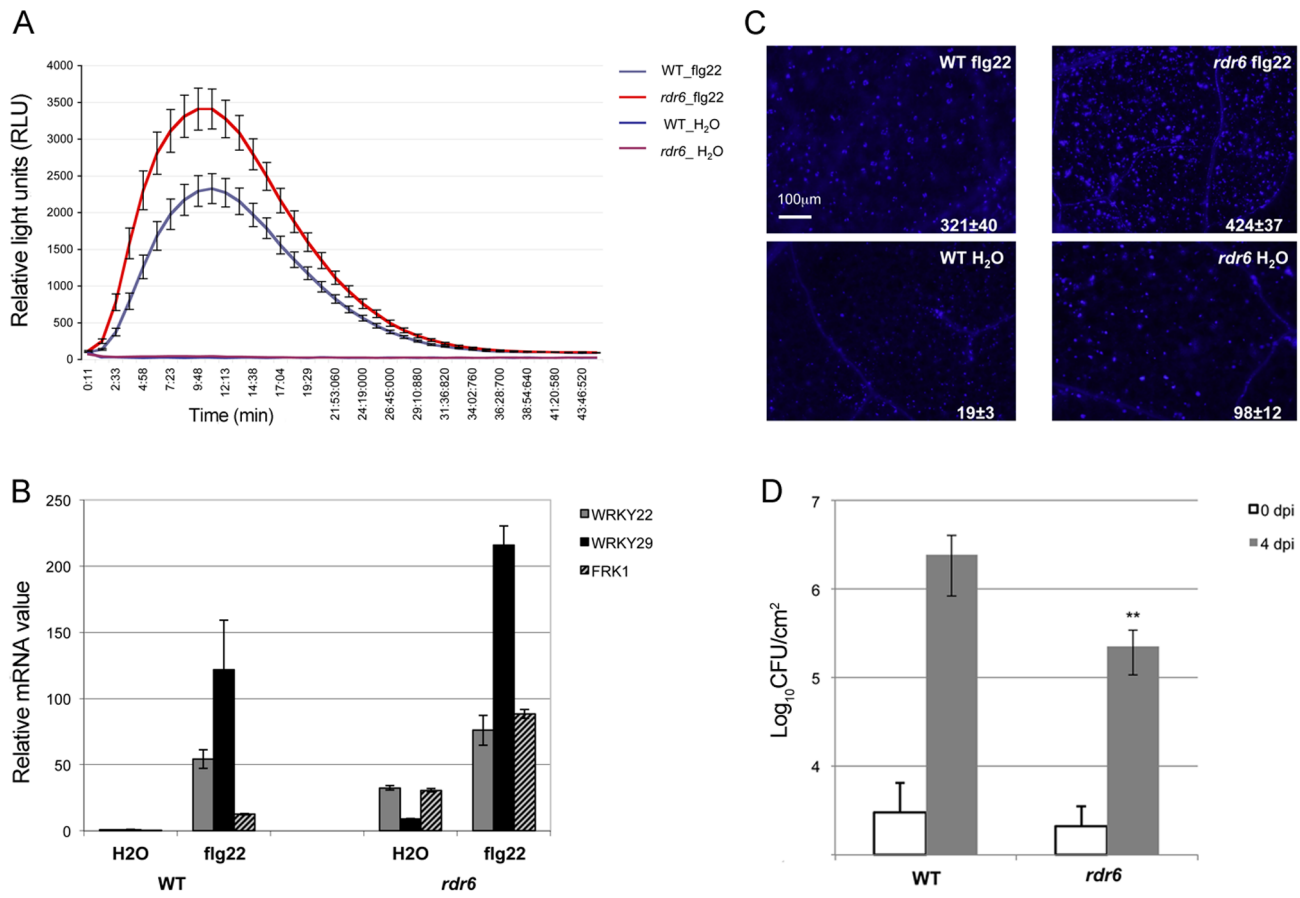 A
Relative light units (RLU)
4000
3500
3000
2500
2000
1500
1000
500
0
0:11
2:33
4:58
7:23
9:48
12:13
14:38
17:04
19:29
21:53:060
24:19:000
26:45:000
29:10:880
31:36:820
34:02:760
36:28:700
38:54:640
41:20:580
43:46:520
Time (min)
WT_flg22
rdr6_flg22
WT_H2O
rdr6_ H2O
C
WT flg22
100μm
321±40
rdr6 flg22
424±37
WT H2O
19±3
rdr6 H2O
98±12
B
Relative mRNA value
250
200
150
100
50
0
H2O
flg22
H2O
flg22
WT
rdr6
WRKY22
WRKY29
FRK1
D
Log10CFU/cm2
7
6
5
4
**
WT
rdr6
0 dpi
4 dpi